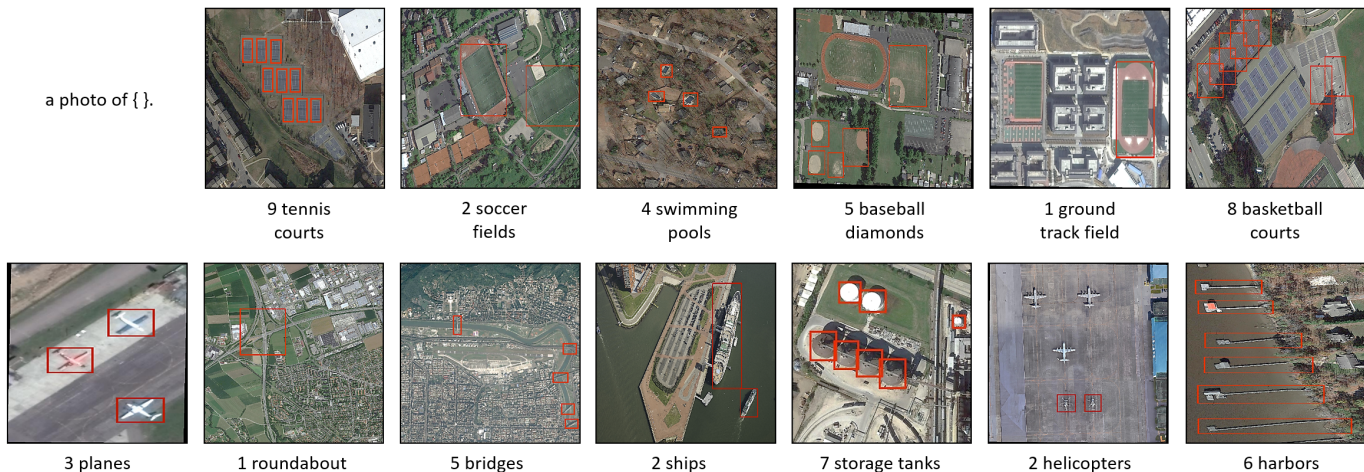 a photo of { }.
9 tennis
courts
2 soccer
fields
4 swimming
pools
5 baseball
diamonds
1 ground
track field
8 basketball
courts
3 planes
1 roundabout
5 bridges
2 ships
7 storage tanks
2 helicopters
6 harbors